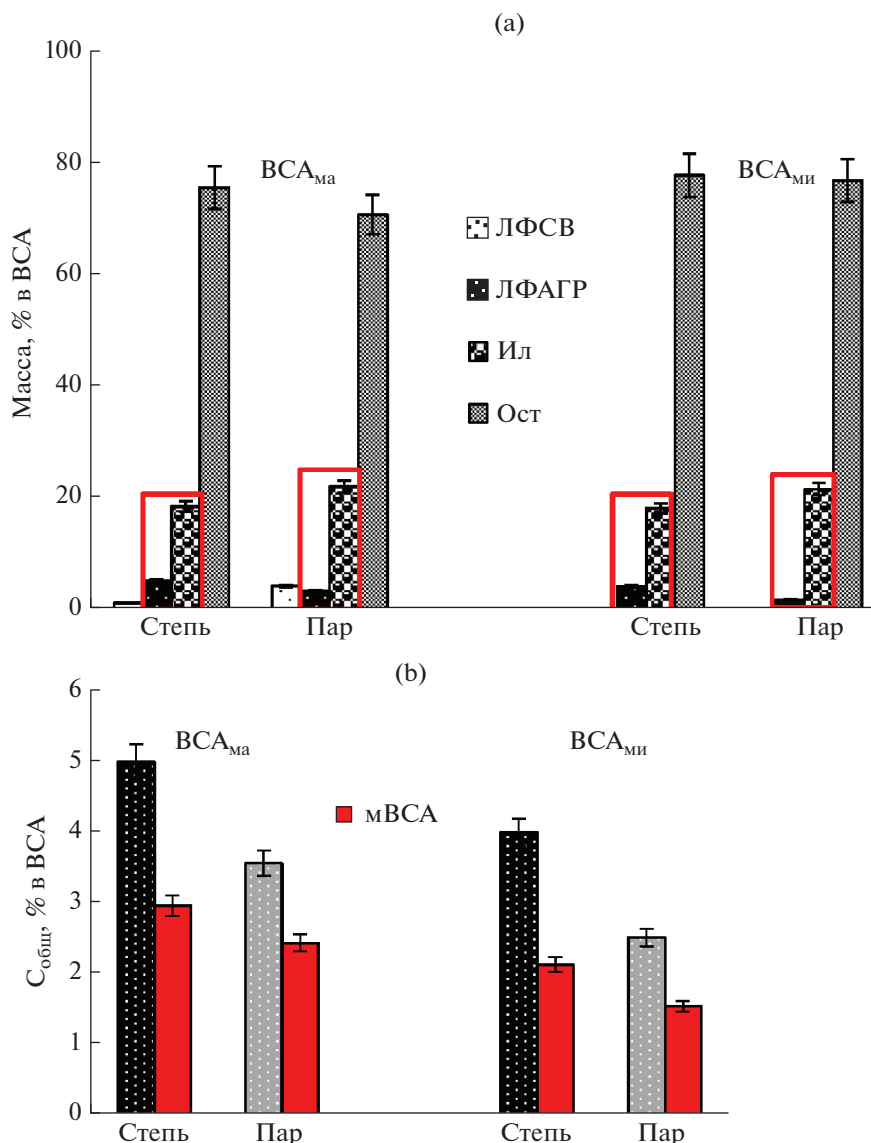 (a)
100
80
60
40
20
0
Масса, % в ВСА
ВСАма
ВСАми
ЛФСВ
ЛФАГР
Ил
Ост
Степь Пар Степь Пар
(b)
6
5
4
3
2
1
0
Cобщ, % в ВСА
ВСАма
ВСАми
мВСА
Степь Пар Степь Пар